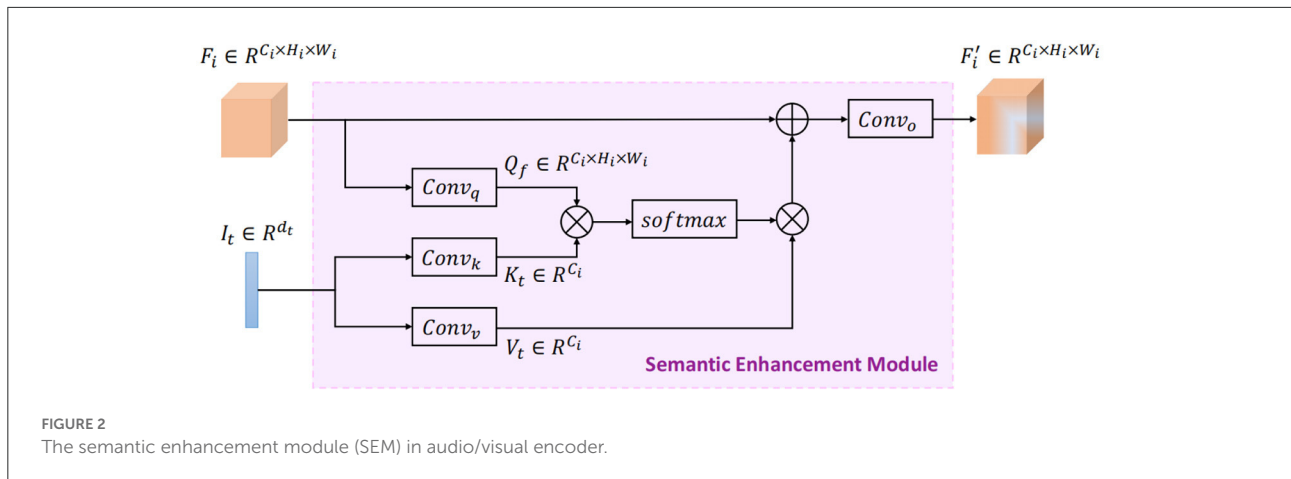 F_i ∈ R^{C_i×H_i×W_i}
F_i′ ∈ R^{C_i×H_i×W_i}
Conv_o
Q_f ∈ R^{C_i×H_i×W_i}
Conv_q
softmax
I_t ∈ R^{d_t}
Conv_k
K_t ∈ R^{C_i}
Conv_v
V_t ∈ R^{C_i}
Semantic Enhancement Module
FIGURE 2
The semantic enhancement module (SEM) in audio/visual encoder.